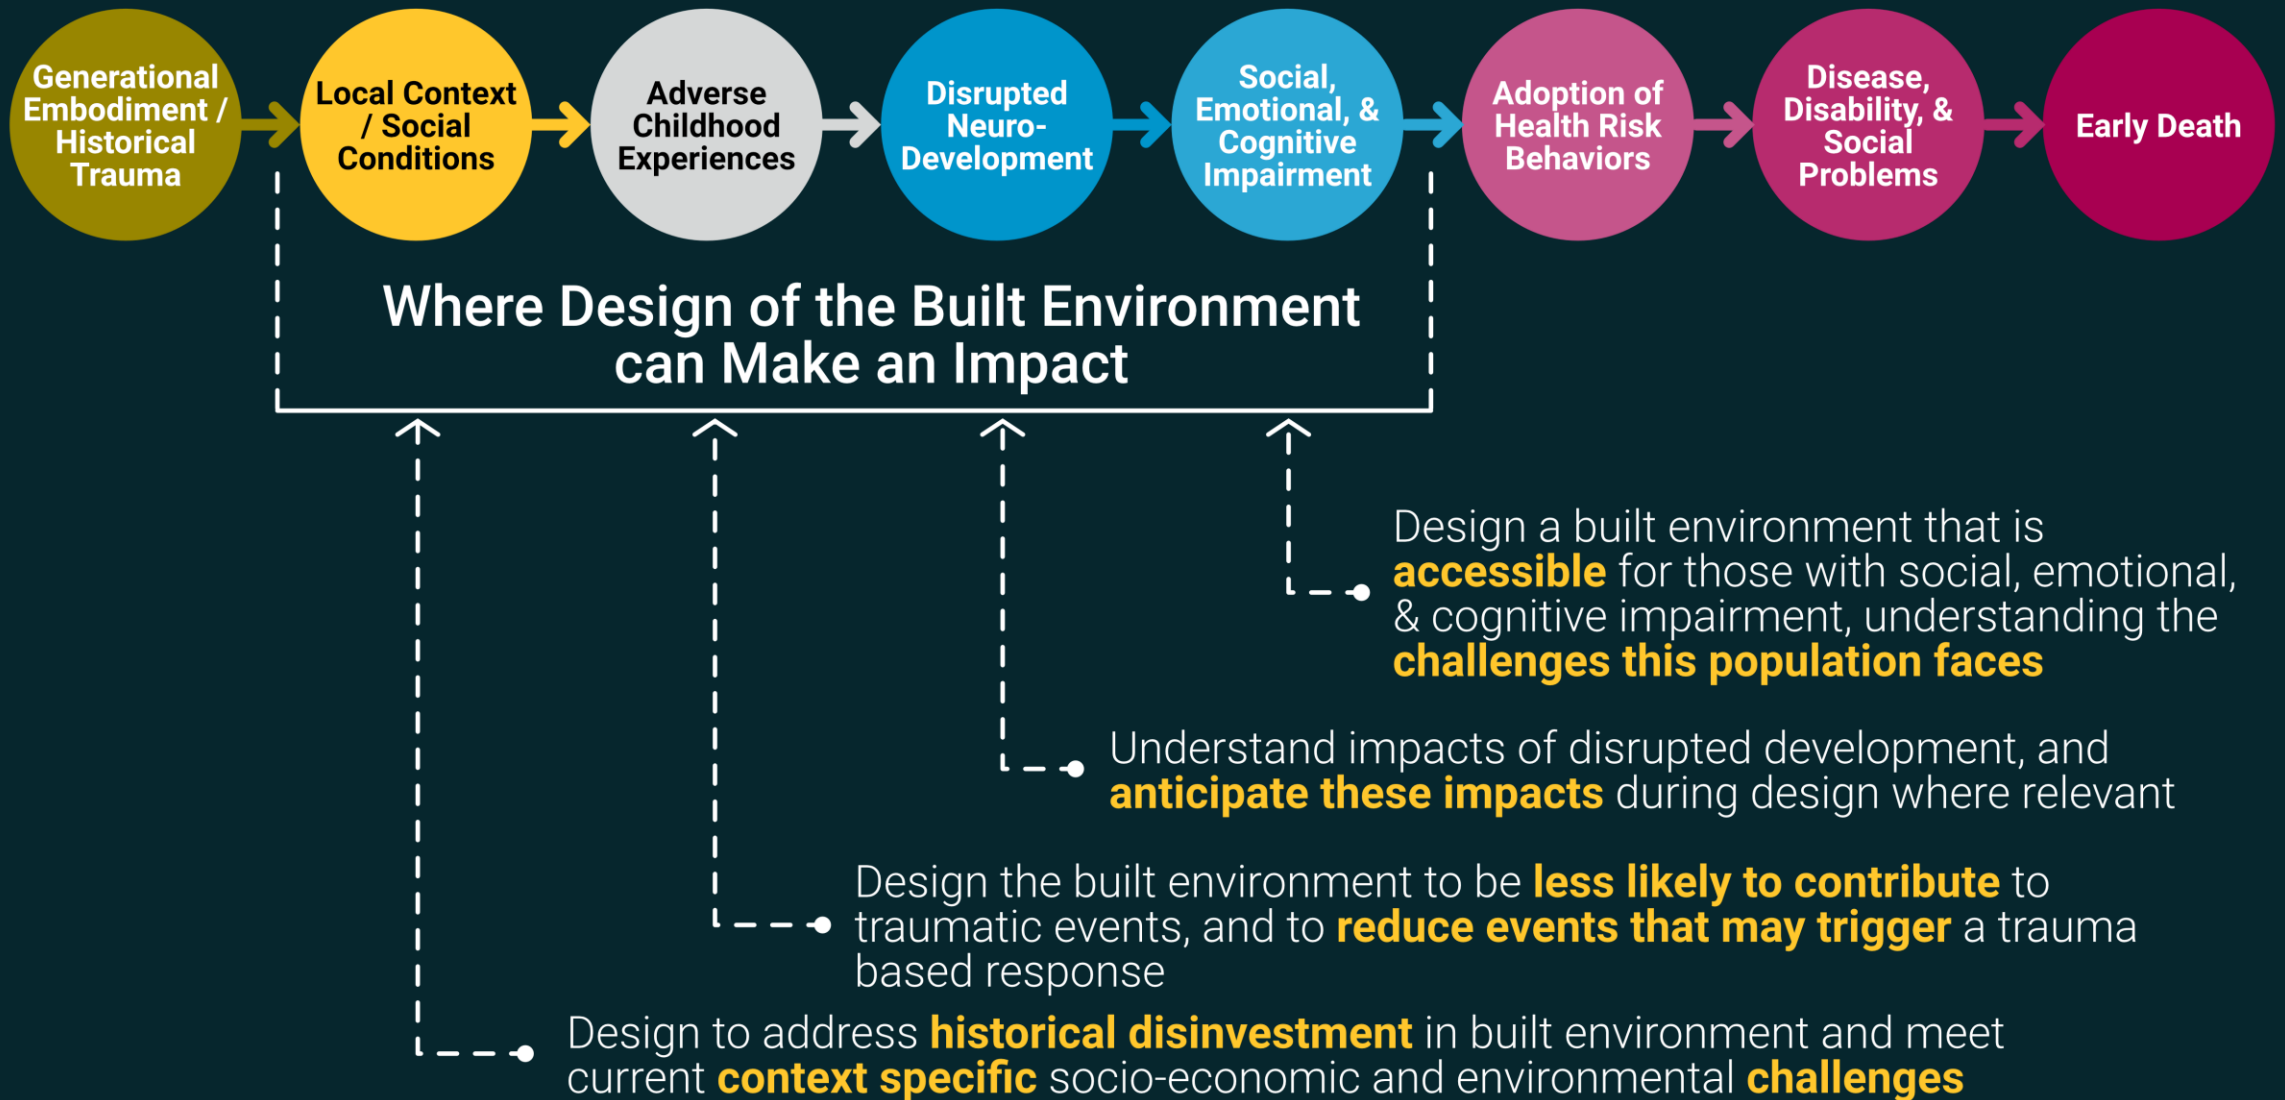 Generational
Embodiment /
Historical
Trauma
Local Context
/ Social
Conditions
Adverse
Childhood
Experiences
Disrupted
Neuro-
Development
Social,
Emotional, &
Cognitive
Impairment
Adoption of
Health Risk
Behaviors
Disease,
Disability, &
Social
Problems
Early Death
Where Design of the Built Environment
can Make an Impact
Design a built environment that is
accessible for those with social, emotional,
& cognitive impairment, understanding the
challenges this population faces
Understand impacts of disrupted development, and
anticipate these impacts during design where relevant
Design the built environment to be less likely to contribute to
traumatic events, and to reduce events that may trigger a trauma
based response
Design to address historical disinvestment in built environment and meet
current context specific socio-economic and environmental challenges